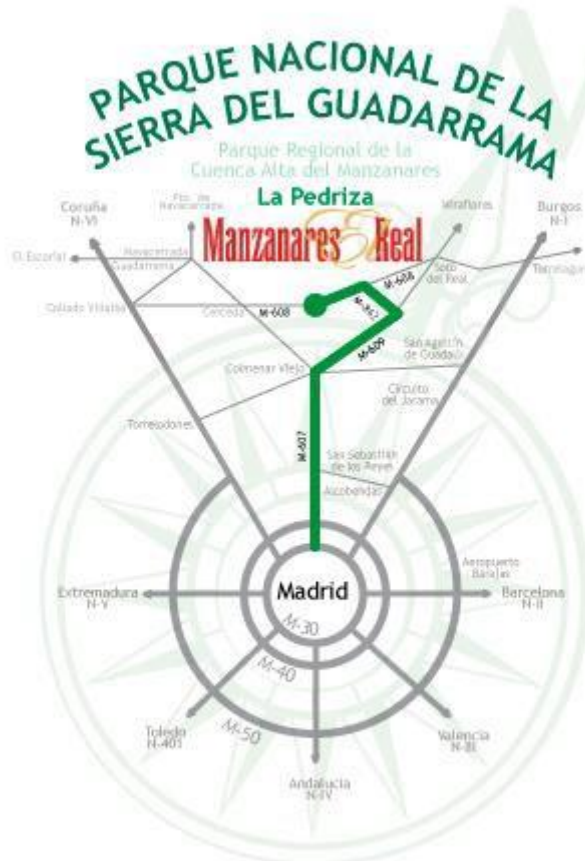 PARQUE NACIONAL DE LA
SIERRA DEL GUADARRAMA
Parque Regional de la
Cuenca Alta del Manzanares
La Pedriza
Manzanares El Real
Coruña
N-VI
Pto. de
Navacerrada
Miraflores
Burgos
N-I
El Escorial
Navacerrada
Guadarrama
Soto
del Real
M-608
Collado Villalba
M-608
Cerceda
M-862
M-609
San Agustín
de Guadalix
Colmenar Viejo
Circuito
del Jarama
Torrelodones
M-607
San Sebastián
de los Reyes
Alcobendas
Aeropuerto
Barajas
Extremadura
N-V
Madrid
Barcelona
N-II
M-30
M-40
M-50
Toledo
N-401
Valencia
N-III
Andalucía
N-IV